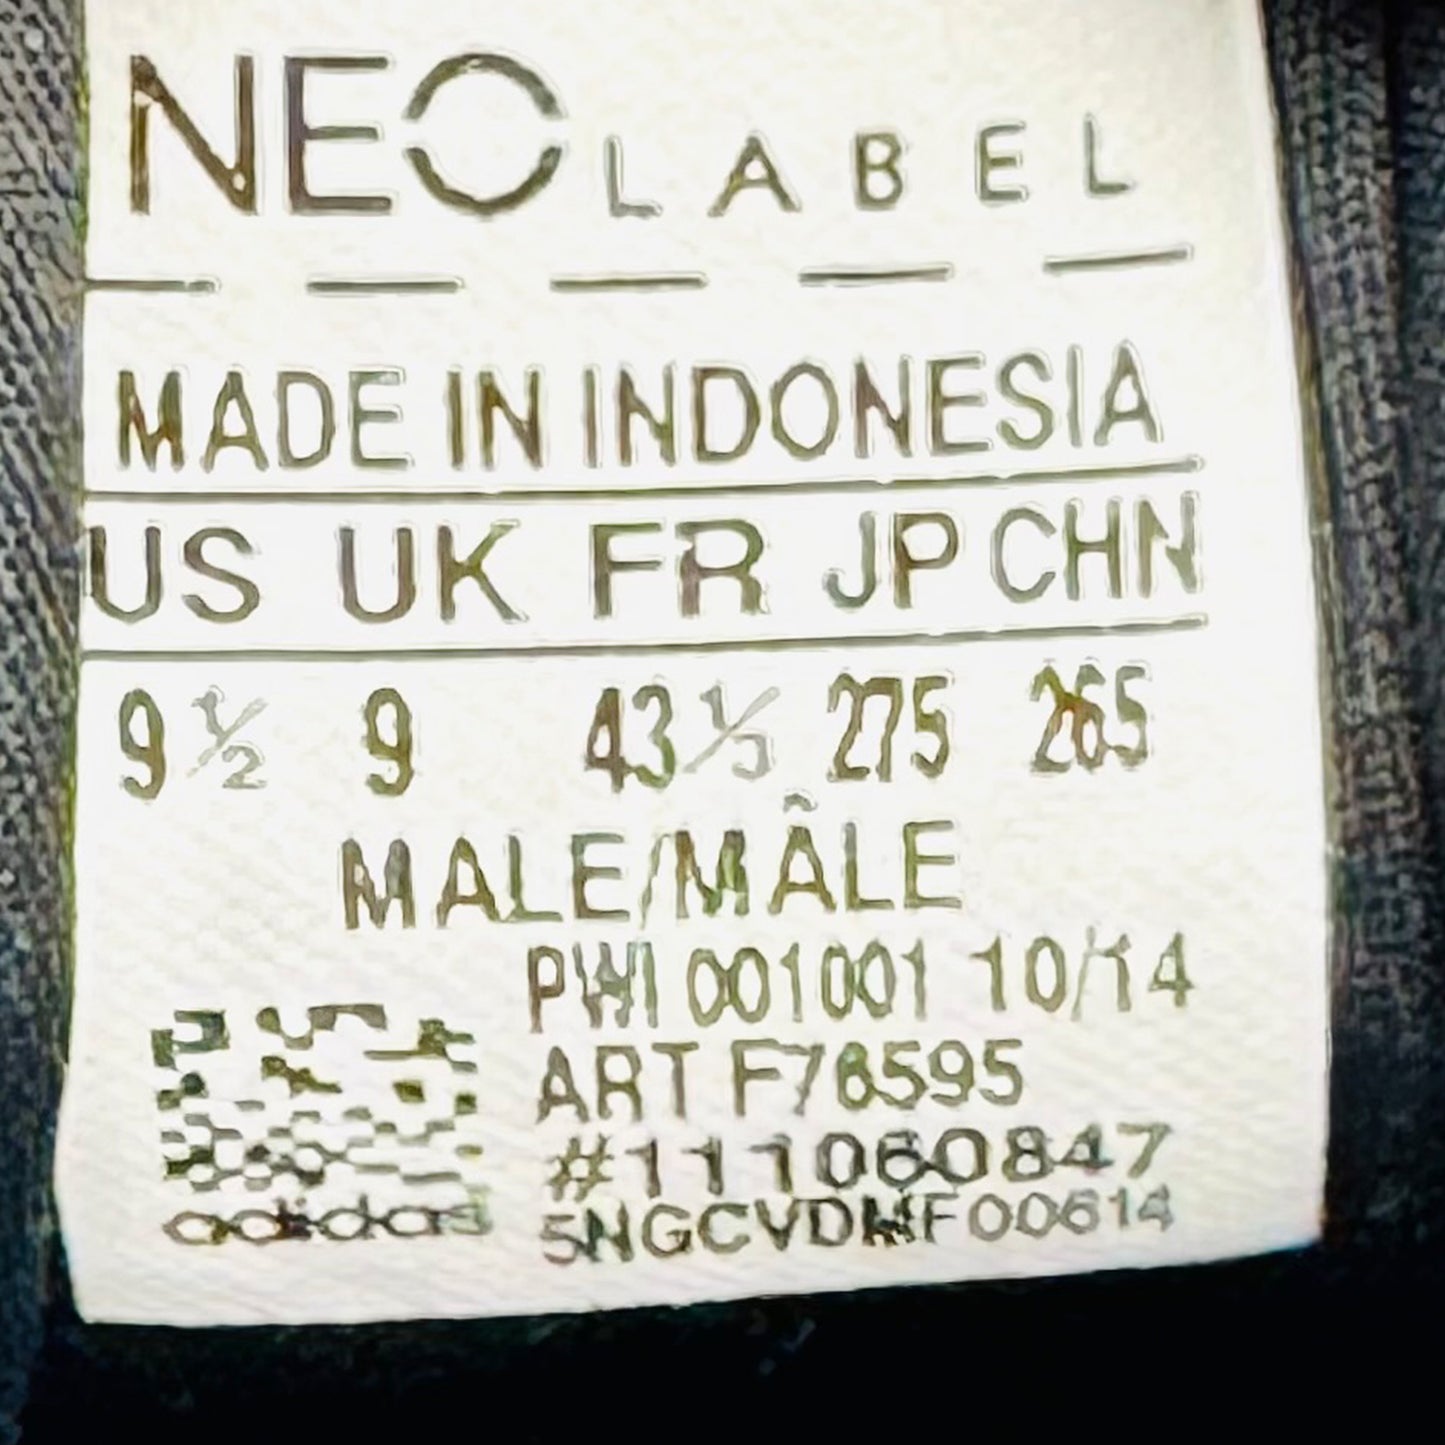 NEO LABEL
MADE IN INDONESIA
US UK FR JP CHN
9 ½ 9 43 ⅓ 275 265
MALE/MÂLE
PWI 001001 10/14
ART F76595
#111060847
adidas 5NGCVDMF00614